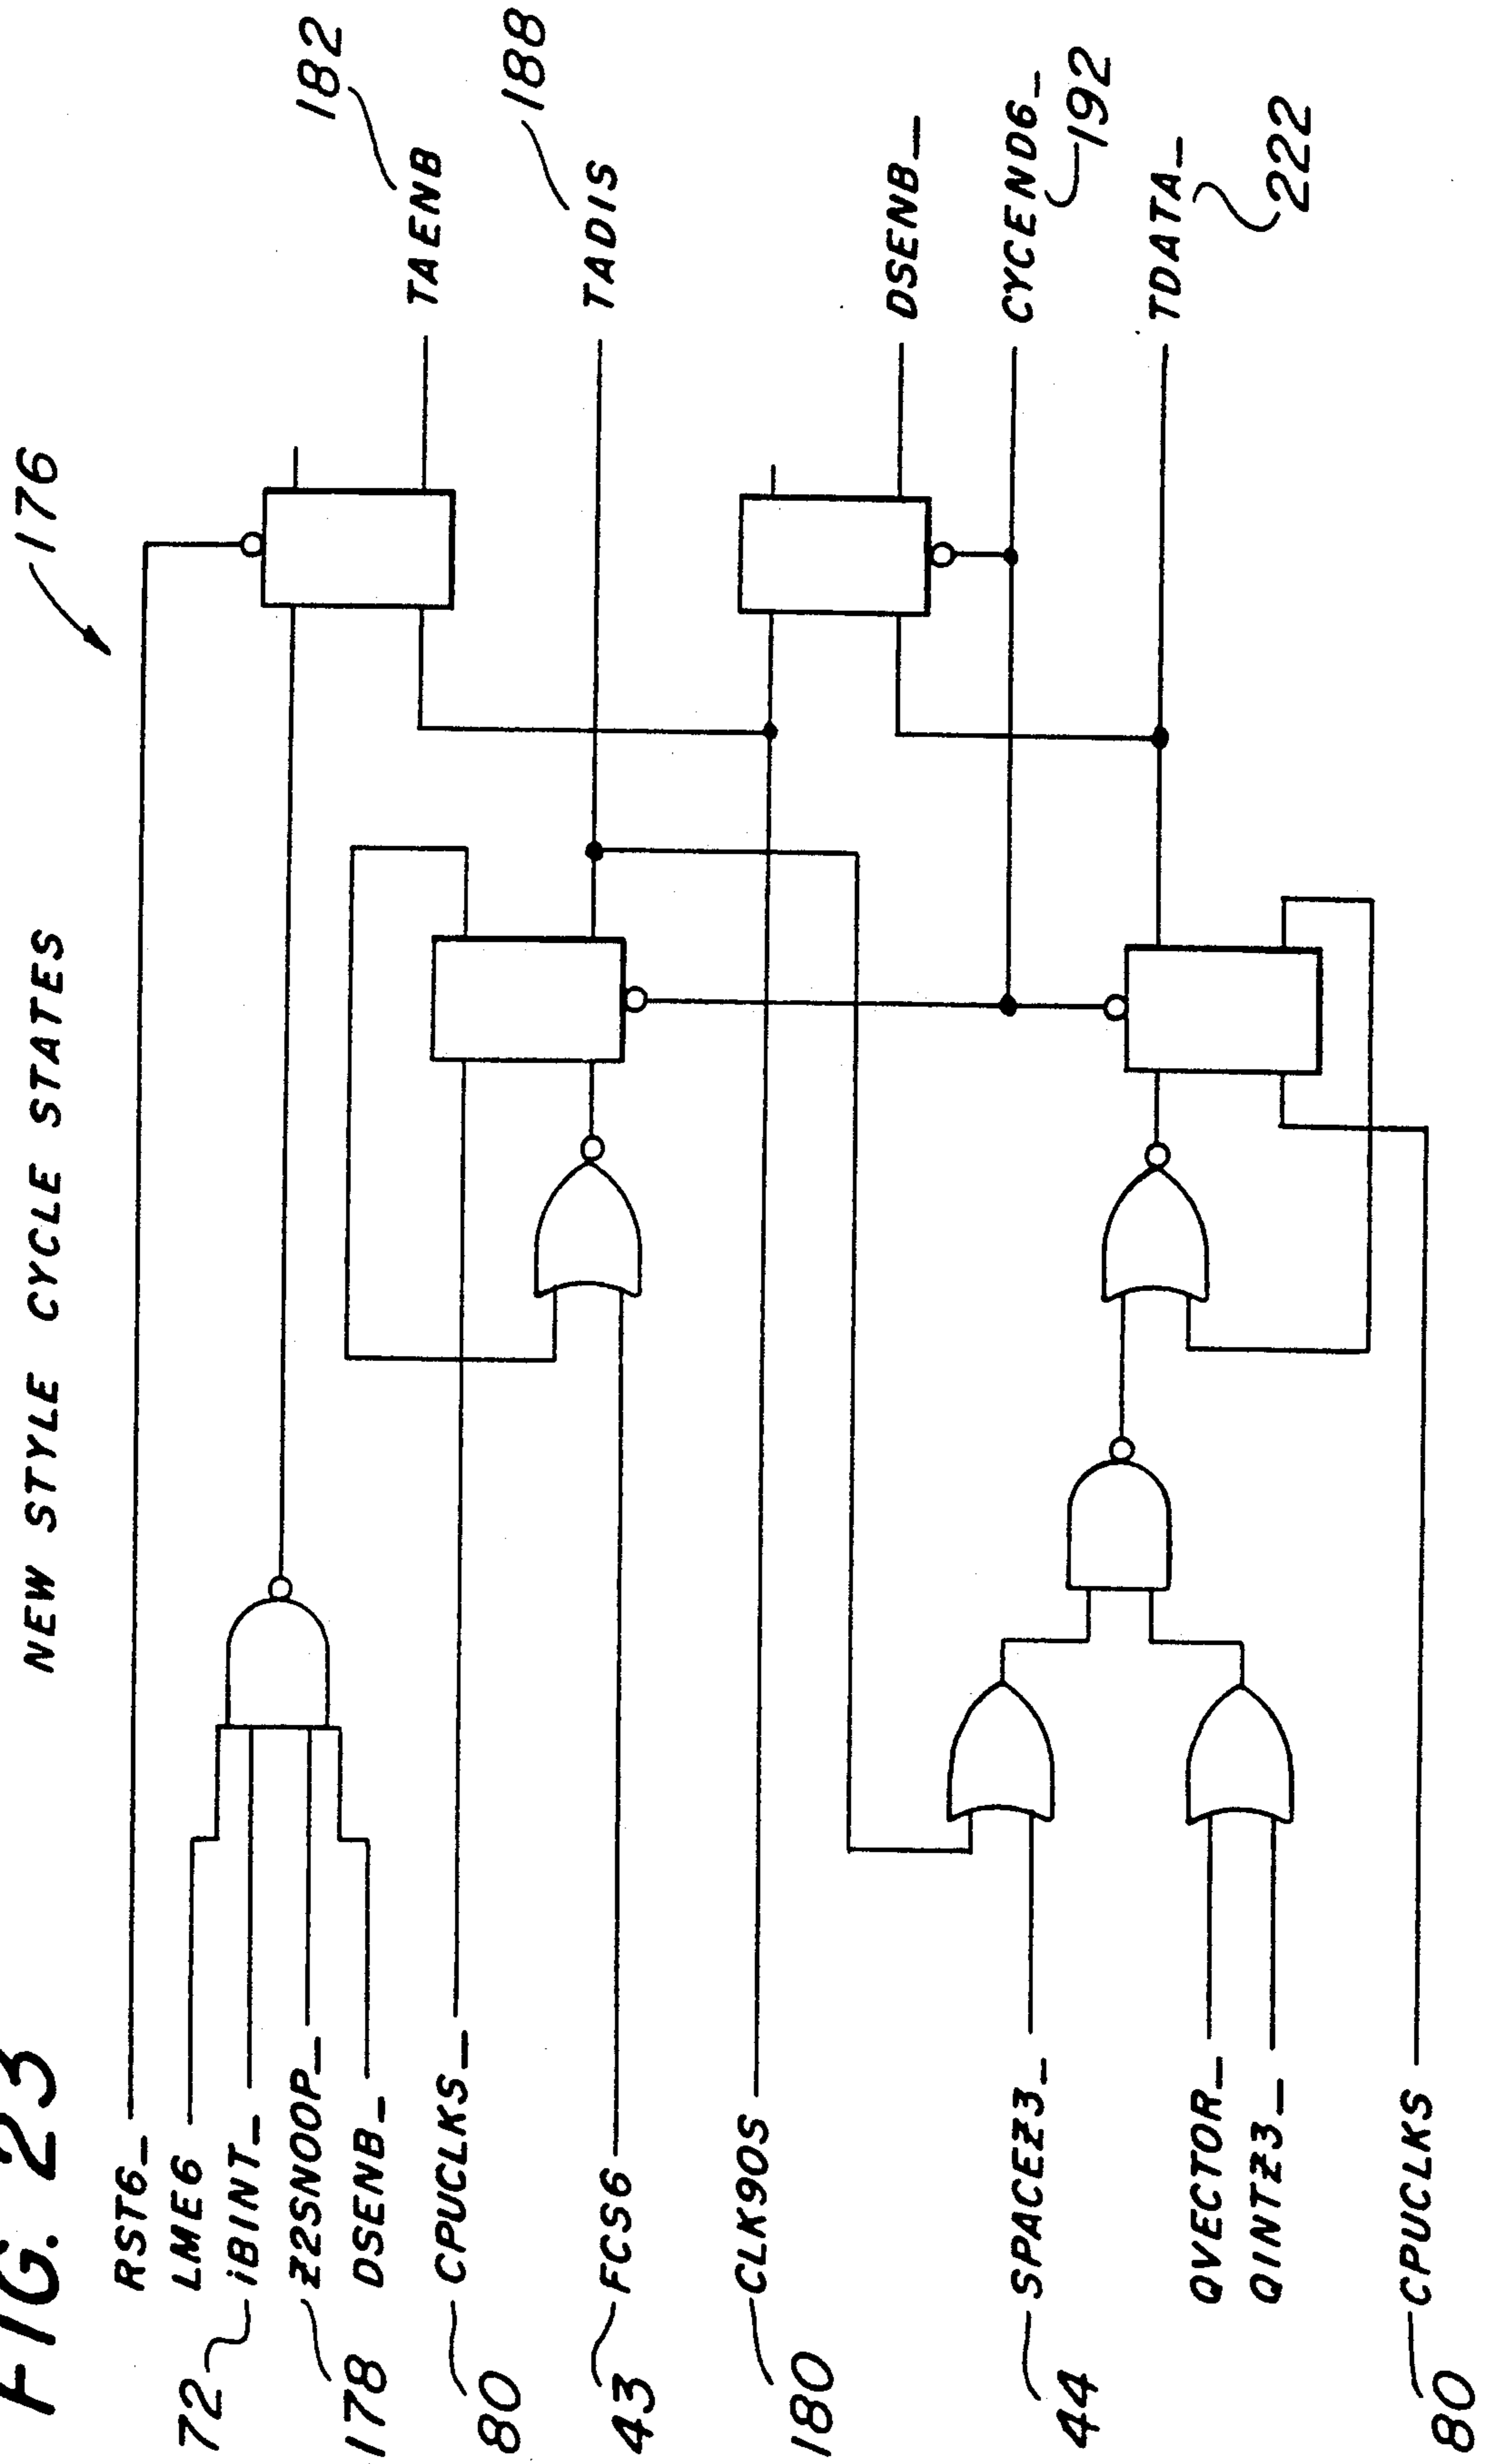 FIG. 23
NEW STYLE CYCLE STATES
176
RST6_
LME6
72 iBINT_
178 Z2SNOOP_
DSENB_
80 CPUCLKS_
43 FCS6
180 CLK90S
44 SPACEZ3_
QVECTOR_
QINTZ3_
80 CPUCLKS
TAENB 182
TADIS 188
DSENB_
CYCEND6_ 192
TDATA_ 222